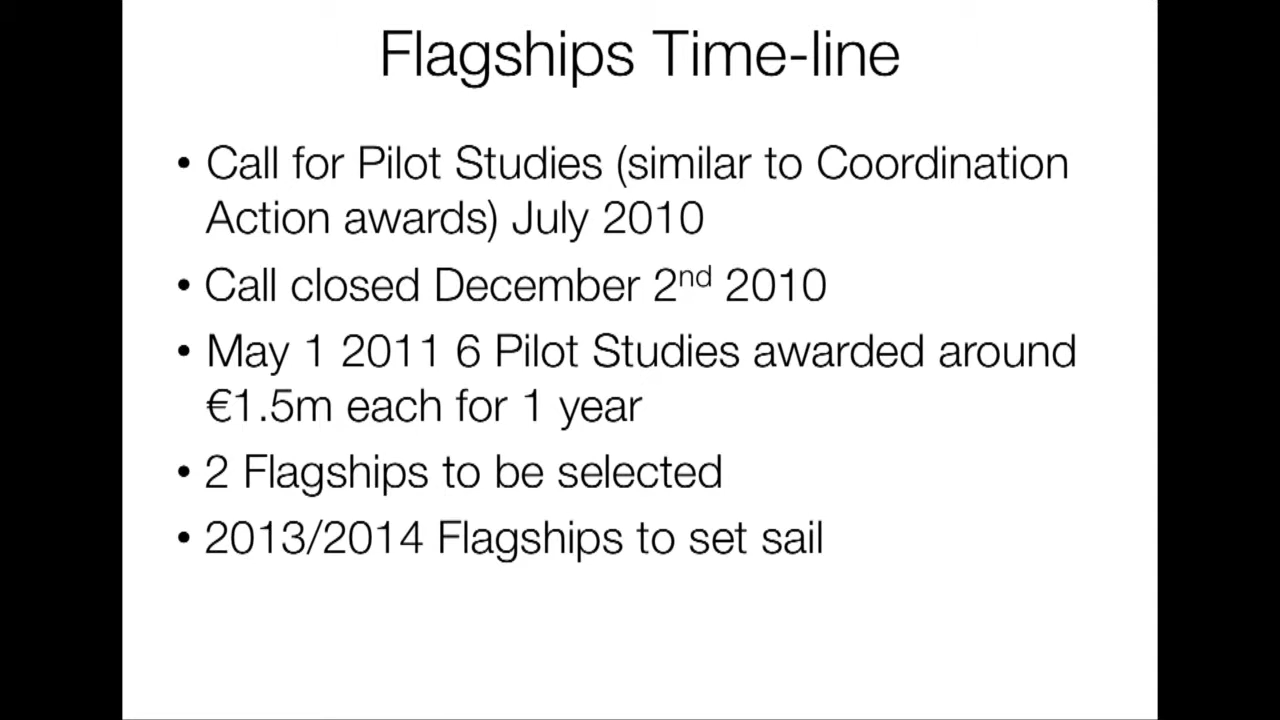 Flagships Time-line
• Call for Pilot Studies (similar to Coordination
Action awards) July 2010
• Call closed December 2nd 2010
• May 1 2011 6 Pilot Studies awarded around
€1.5m each for 1 year
• 2 Flagships to be selected
• 2013/2014 Flagships to set sail